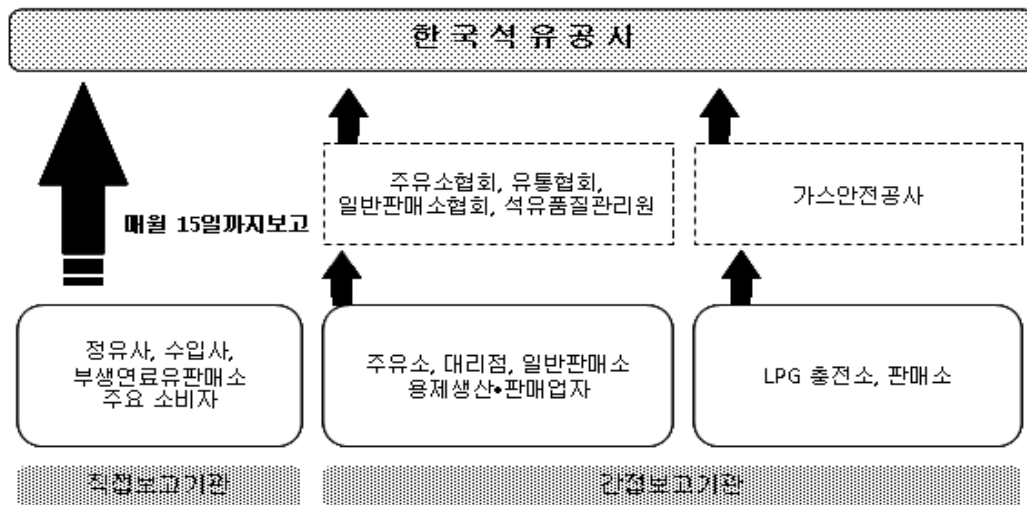 한국석유공사
주유소협회, 유통협회,
일반판매소협회, 석유품질관리원
가스안전공사
매월 15일까지보고
정유사, 수입사,
부생연료유판매소
주요 소비자
주유소, 대리점, 일반판매소
용제생산•판매업자
LPG 충전소, 판매소
직접보고기관
간접보고기관